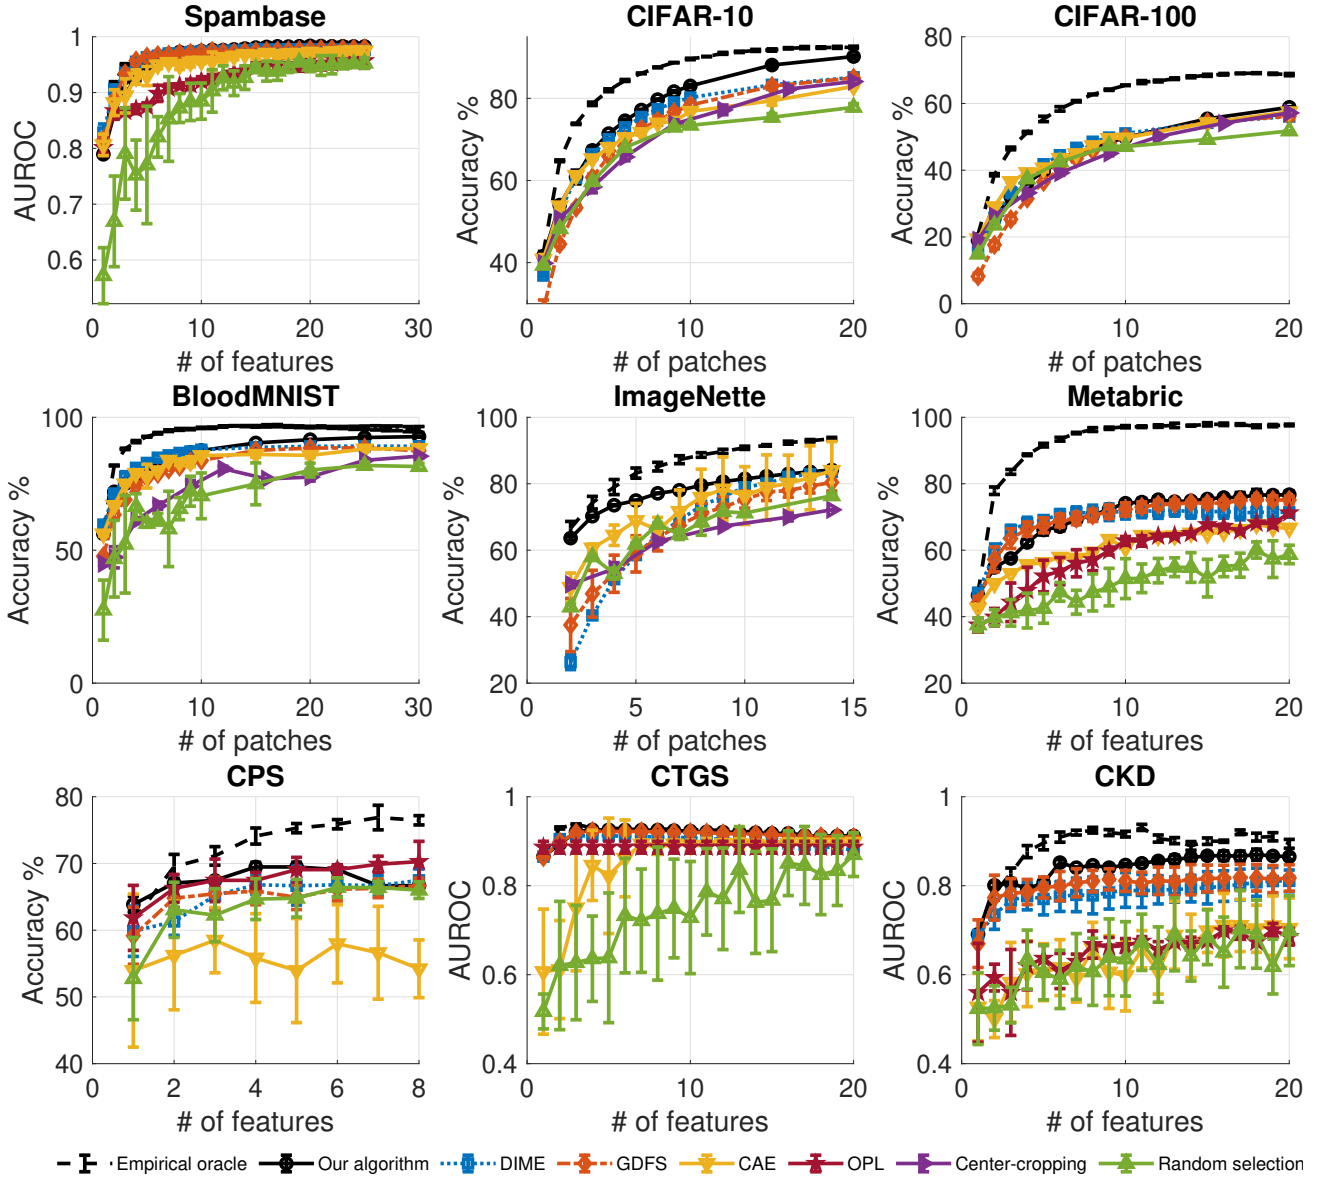 Spambase
CIFAR-10
CIFAR-100
1
0.9
0.8
0.7
0.6
AUROC
0
10
20
30
# of features
80
60
40
Accuracy %
0
10
20
# of patches
80
60
40
20
0
Accuracy %
0
10
20
# of patches
BloodMNIST
ImageNette
Metabric
100
50
0
Accuracy %
0
10
20
30
# of patches
100
80
60
40
20
Accuracy %
0
5
10
15
# of patches
100
80
60
40
20
Accuracy %
0
10
20
# of features
CPS
CTGS
CKD
80
70
60
50
40
Accuracy %
0
2
4
6
8
# of features
1
0.8
0.6
0.4
AUROC
0
10
20
# of features
1
0.8
0.6
0.4
AUROC
0
10
20
# of features
Empirical oracle
Our algorithm
DIME
GDFS
CAE
OPL
Center-cropping
Random selection